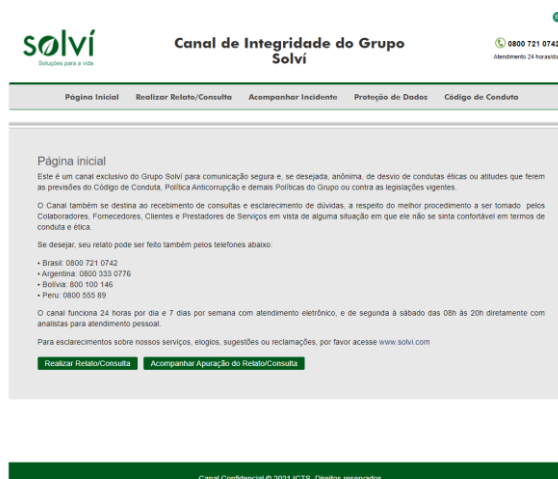 solví
Soluções para a vida
Canal de Integridade do Grupo
Solví
0800 721 0742
Atendimento 24 horas/dia
Página Inicial Realizar Relato/Consulta Acompanhar Incidente Proteção de Dados Código de Conduta
Página inicial
Este é um canal exclusivo do Grupo Solví para comunicação segura e, se desejada, anônima, de desvio de condutas éticas ou atitudes que ferem
as previsões do Código de Conduta, Política Anticorrupção e demais Políticas do Grupo ou contra as legislações vigentes.
O Canal também se destina ao recebimento de consultas e esclarecimento de dúvidas, a respeito do melhor procedimento a ser tomado pelos
Colaboradores, Fornecedores, Clientes e Prestadores de Serviços em vista de alguma situação em que ele não se sinta confortável em termos de
conduta e ética.
Se desejar, seu relato pode ser feito também pelos telefones abaixo:
• Brasil: 0800 721 0742
• Argentina: 0800 333 0776
• Bolívia: 800 100 146
• Peru: 0800 555 89
O canal funciona 24 horas por dia e 7 dias por semana com atendimento eletrônico, e de segunda à sábado das 08h às 20h diretamente com
analistas para atendimento pessoal.
Para esclarecimentos sobre nossos serviços, elogios, sugestões ou reclamações, por favor acesse www.solvi.com
Realizar Relato/Consulta Acompanhar Apuração do Relato/Consulta
Canal Confidencial © 2021 ICTS. Direitos reservados